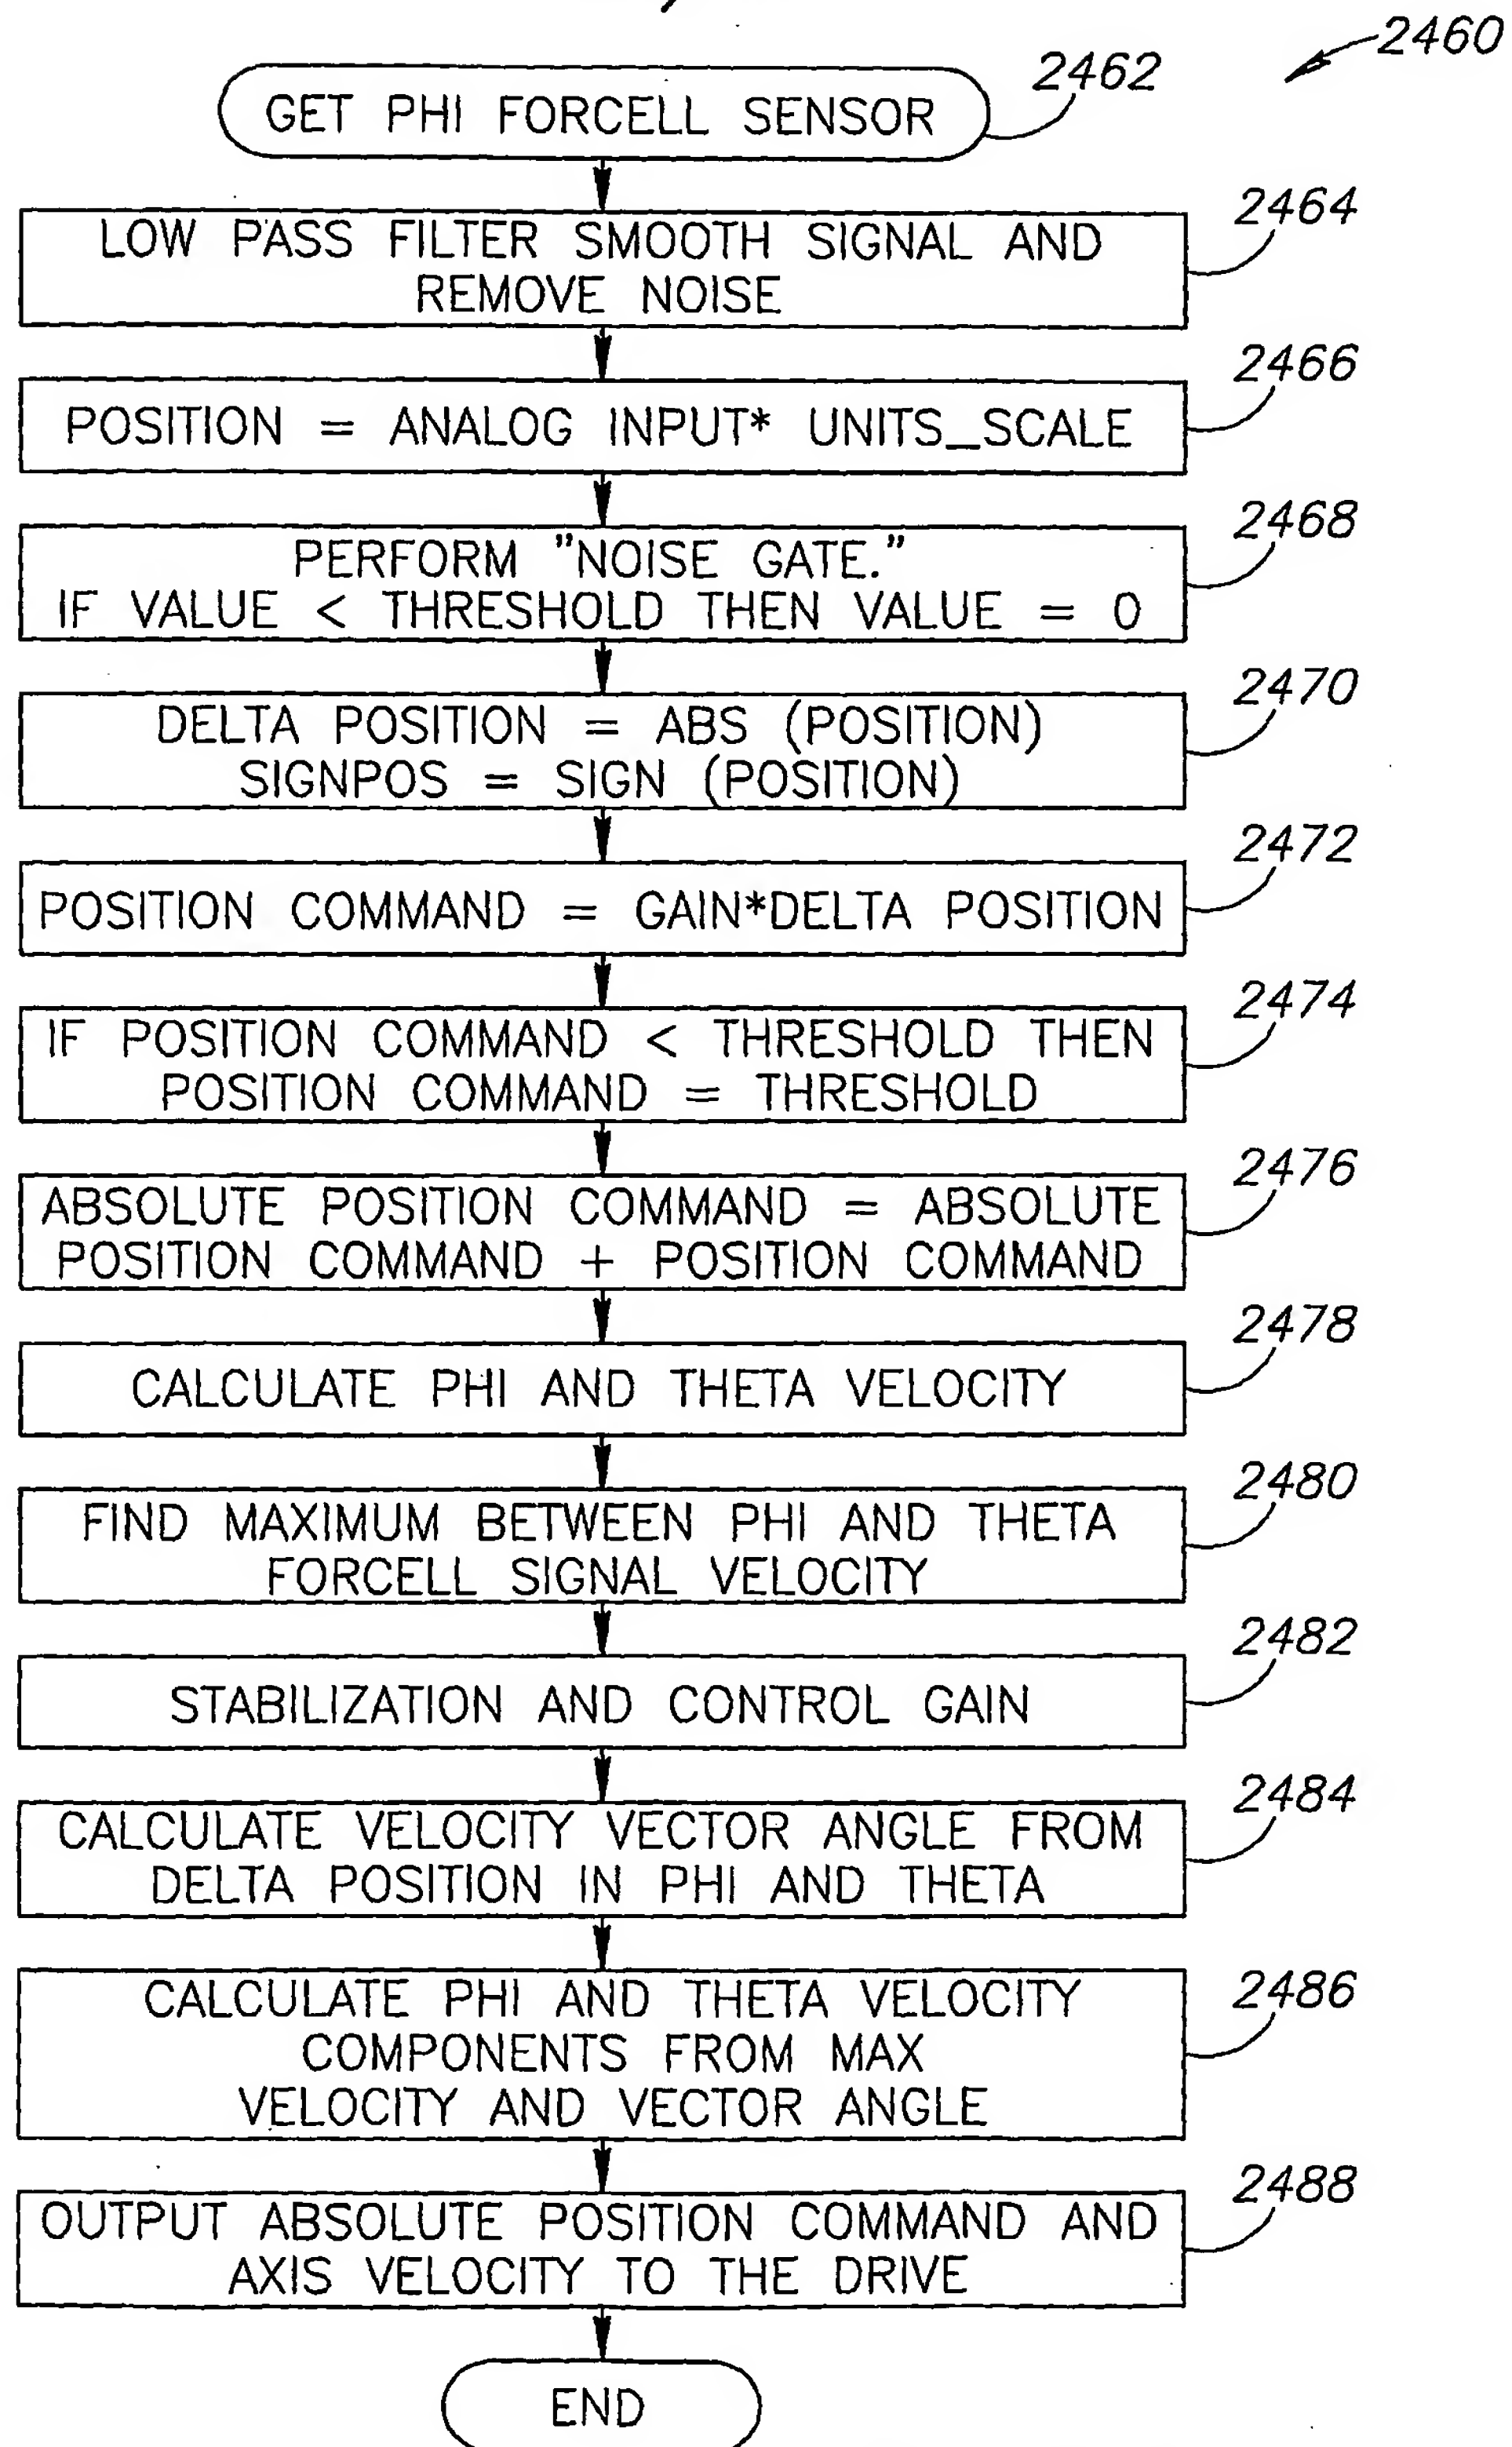 2460
GET PHI FORCELL SENSOR
2462
LOW PASS FILTER SMOOTH SIGNAL AND
REMOVE NOISE
2464
POSITION = ANALOG INPUT* UNITS_SCALE
2466
PERFORM "NOISE GATE."
IF VALUE < THRESHOLD THEN VALUE = 0
2468
DELTA POSITION = ABS (POSITION)
SIGNPOS = SIGN (POSITION)
2470
POSITION COMMAND = GAIN*DELTA POSITION
2472
IF POSITION COMMAND < THRESHOLD THEN
POSITION COMMAND = THRESHOLD
2474
ABSOLUTE POSITION COMMAND = ABSOLUTE
POSITION COMMAND + POSITION COMMAND
2476
CALCULATE PHI AND THETA VELOCITY
2478
FIND MAXIMUM BETWEEN PHI AND THETA
FORCELL SIGNAL VELOCITY
2480
STABILIZATION AND CONTROL GAIN
2482
CALCULATE VELOCITY VECTOR ANGLE FROM
DELTA POSITION IN PHI AND THETA
2484
CALCULATE PHI AND THETA VELOCITY
COMPONENTS FROM MAX
VELOCITY AND VECTOR ANGLE
2486
OUTPUT ABSOLUTE POSITION COMMAND AND
AXIS VELOCITY TO THE DRIVE
2488
END